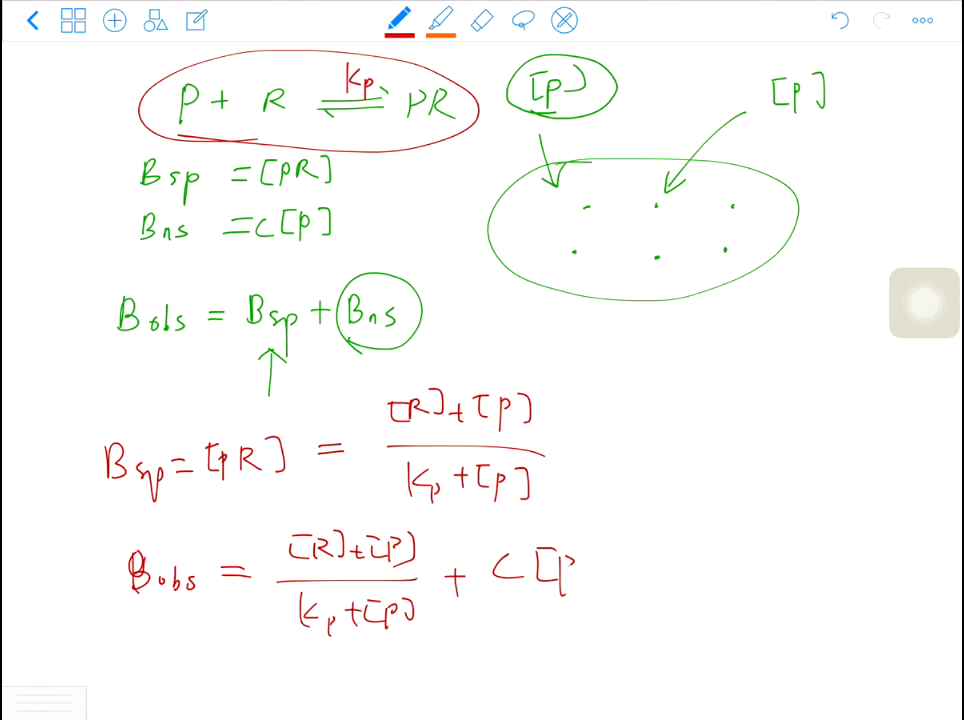 P + R ⇌ PR
Kp
[P]
[P]
Bsp = [PR]
Bns = C[P]
Bobs = Bsp + Bns
Bsp = [PR] = [R]+[P] / Kp + [P]
Bobs = [R]+[P] / Kp + [P] + C[P